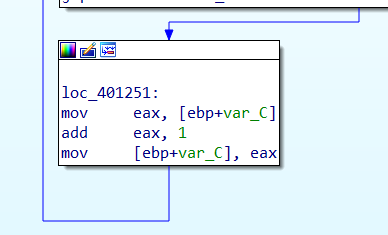 loc_401251:
mov     eax, [ebp+var_C]
add     eax, 1
mov     [ebp+var_C], eax